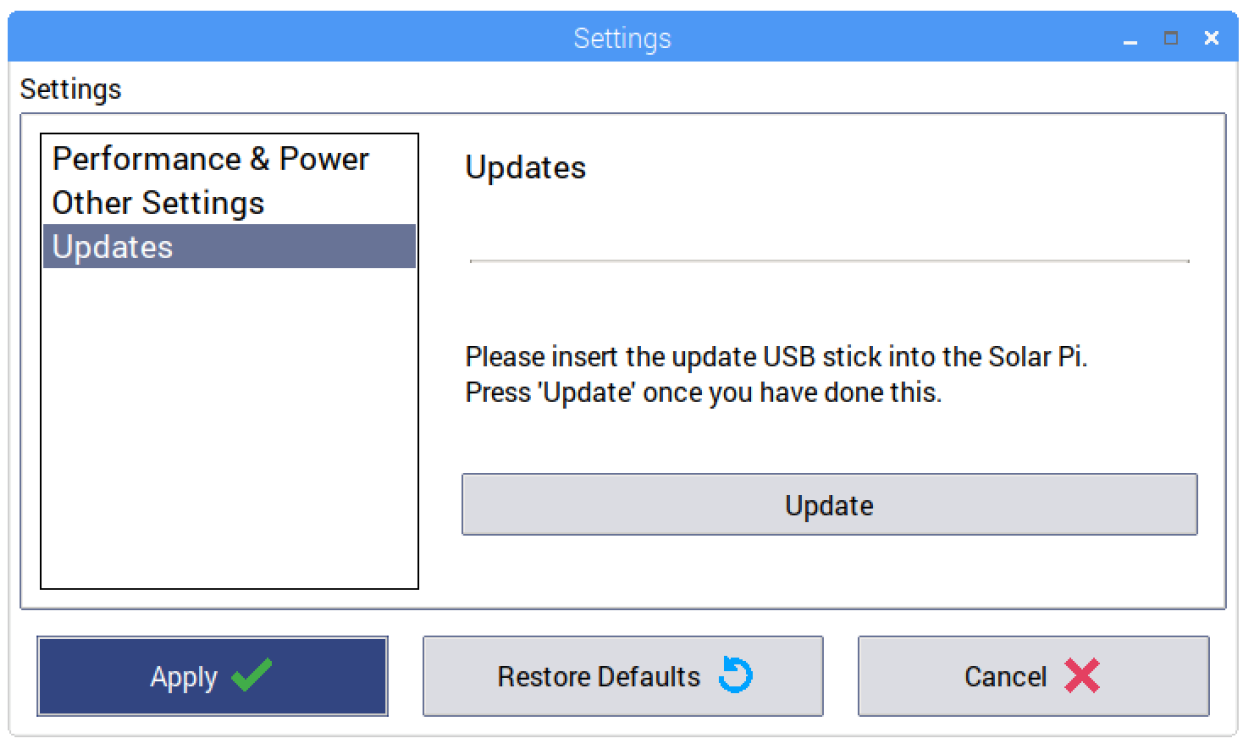 Settings
Settings
Performance & Power
Other Settings
Updates
Updates
Please insert the update USB stick into the Solar Pi.
Press 'Update' once you have done this.
Update
Apply
Restore Defaults
Cancel